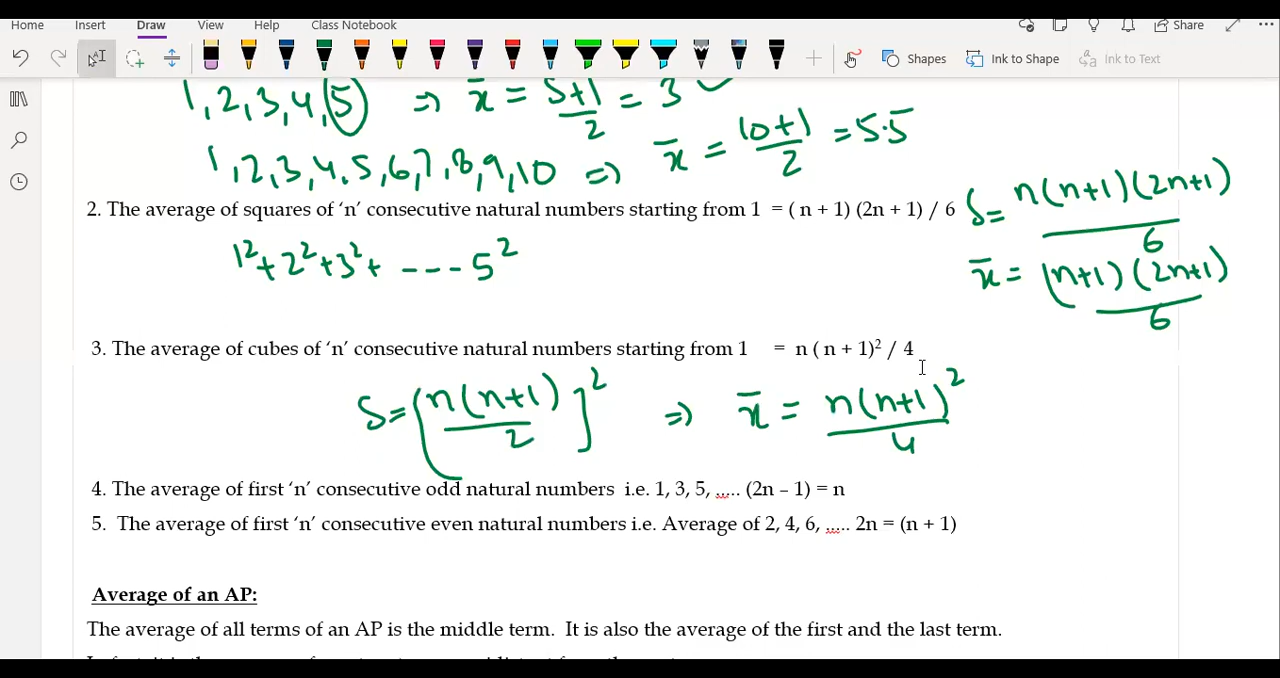 Home Insert Draw View Help Class Notebook Share
Shapes Ink to Shape Ink to Text
1,2,3,4,5 => x̄ = 5+1/2 = 3
1,2,3,4,5,6,7,8,9,10 => x̄ = 10+1/2 = 5.5
2. The average of squares of ‘n’ consecutive natural numbers starting from 1 = ( n + 1) (2n + 1) / 6
S = n(n+1)(2n+1)/6
1²+2²+3²+ ---- 5²
x̄ = (n+1)(2n+1)/6
3. The average of cubes of ‘n’ consecutive natural numbers starting from 1 = n ( n + 1)² / 4
S = [n(n+1)/2]² => x̄ = n(n+1)²/4
4. The average of first ‘n’ consecutive odd natural numbers i.e. 1, 3, 5, ..... (2n – 1) = n
5. The average of first ‘n’ consecutive even natural numbers i.e. Average of 2, 4, 6, ..... 2n = (n + 1)
Average of an AP:
The average of all terms of an AP is the middle term. It is also the average of the first and the last term.